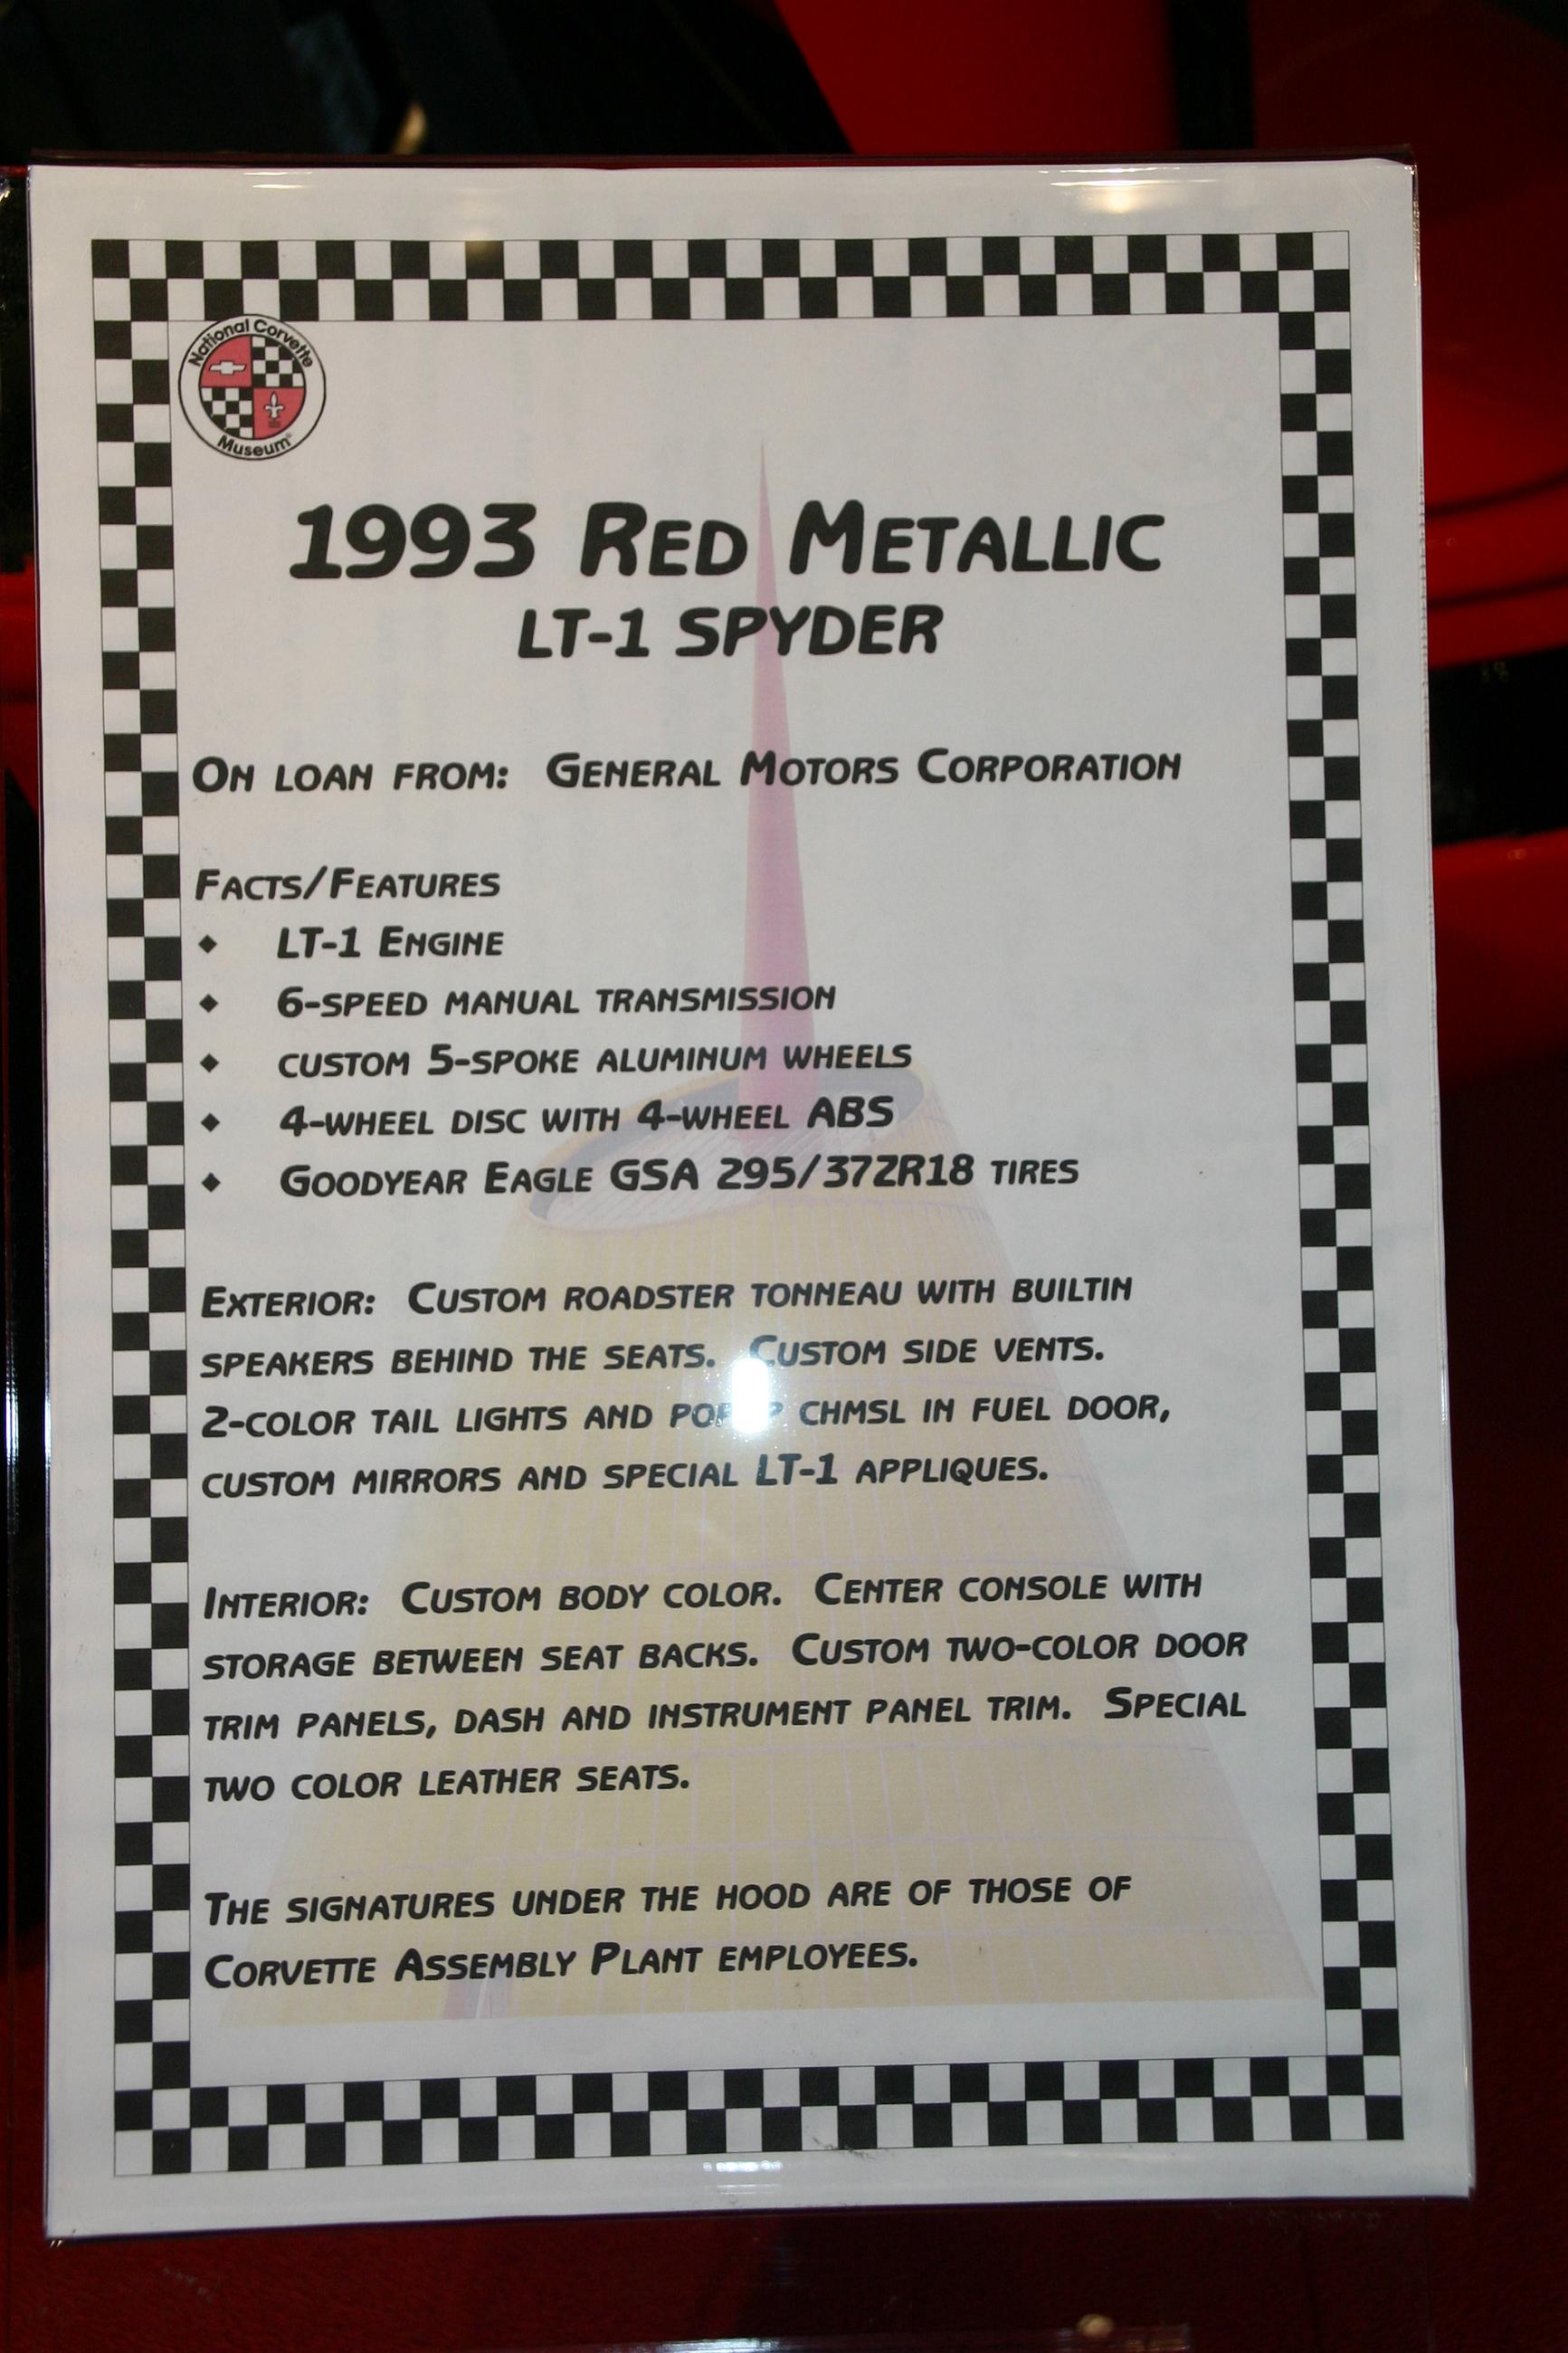 National Corvette
Museum
1993 RED METALLIC
LT-1 SPYDER
ON LOAN FROM: GENERAL MOTORS CORPORATION
FACTS/FEATURES
◆ LT-1 ENGINE
◆ 6-SPEED MANUAL TRANSMISSION
◆ CUSTOM 5-SPOKE ALUMINUM WHEELS
◆ 4-WHEEL DISC WITH 4-WHEEL ABS
◆ GOODYEAR EAGLE GSA 295/37ZR18 TIRES
EXTERIOR: CUSTOM ROADSTER TONNEAU WITH BUILTIN
SPEAKERS BEHIND THE SEATS. CUSTOM SIDE VENTS.
2-COLOR TAIL LIGHTS AND CHMSL IN FUEL DOOR,
CUSTOM MIRRORS AND SPECIAL LT-1 APPLIQUES.
INTERIOR: CUSTOM BODY COLOR. CENTER CONSOLE WITH
STORAGE BETWEEN SEAT BACKS. CUSTOM TWO-COLOR DOOR
TRIM PANELS, DASH AND INSTRUMENT PANEL TRIM. SPECIAL
TWO COLOR LEATHER SEATS.
THE SIGNATURES UNDER THE HOOD ARE OF THOSE OF
CORVETTE ASSEMBLY PLANT EMPLOYEES.